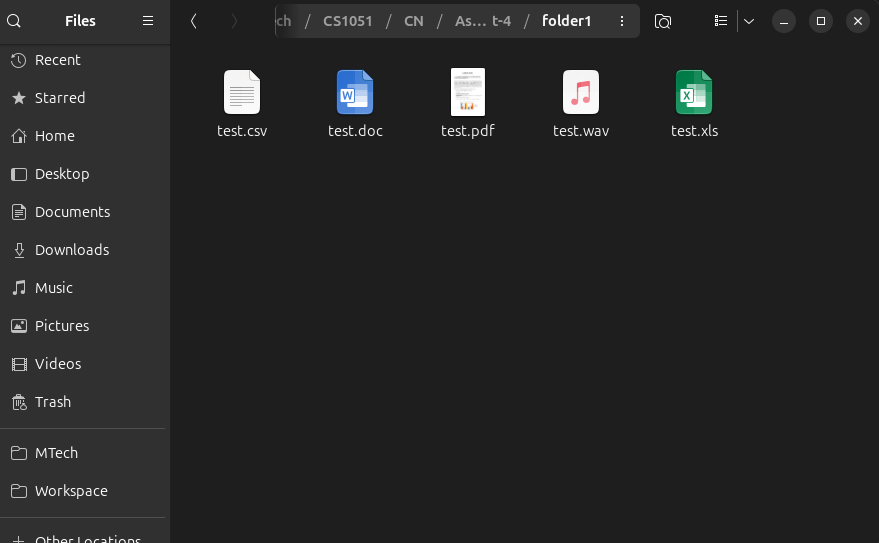 Files
ech / CS1051 / CN / As… t-4 / folder1
Recent
Starred
Home
Desktop
Documents
Downloads
Music
Pictures
Videos
Trash
MTech
Workspace
Other Locations
test.csv
W
test.doc
test.pdf
test.wav
X
test.xls